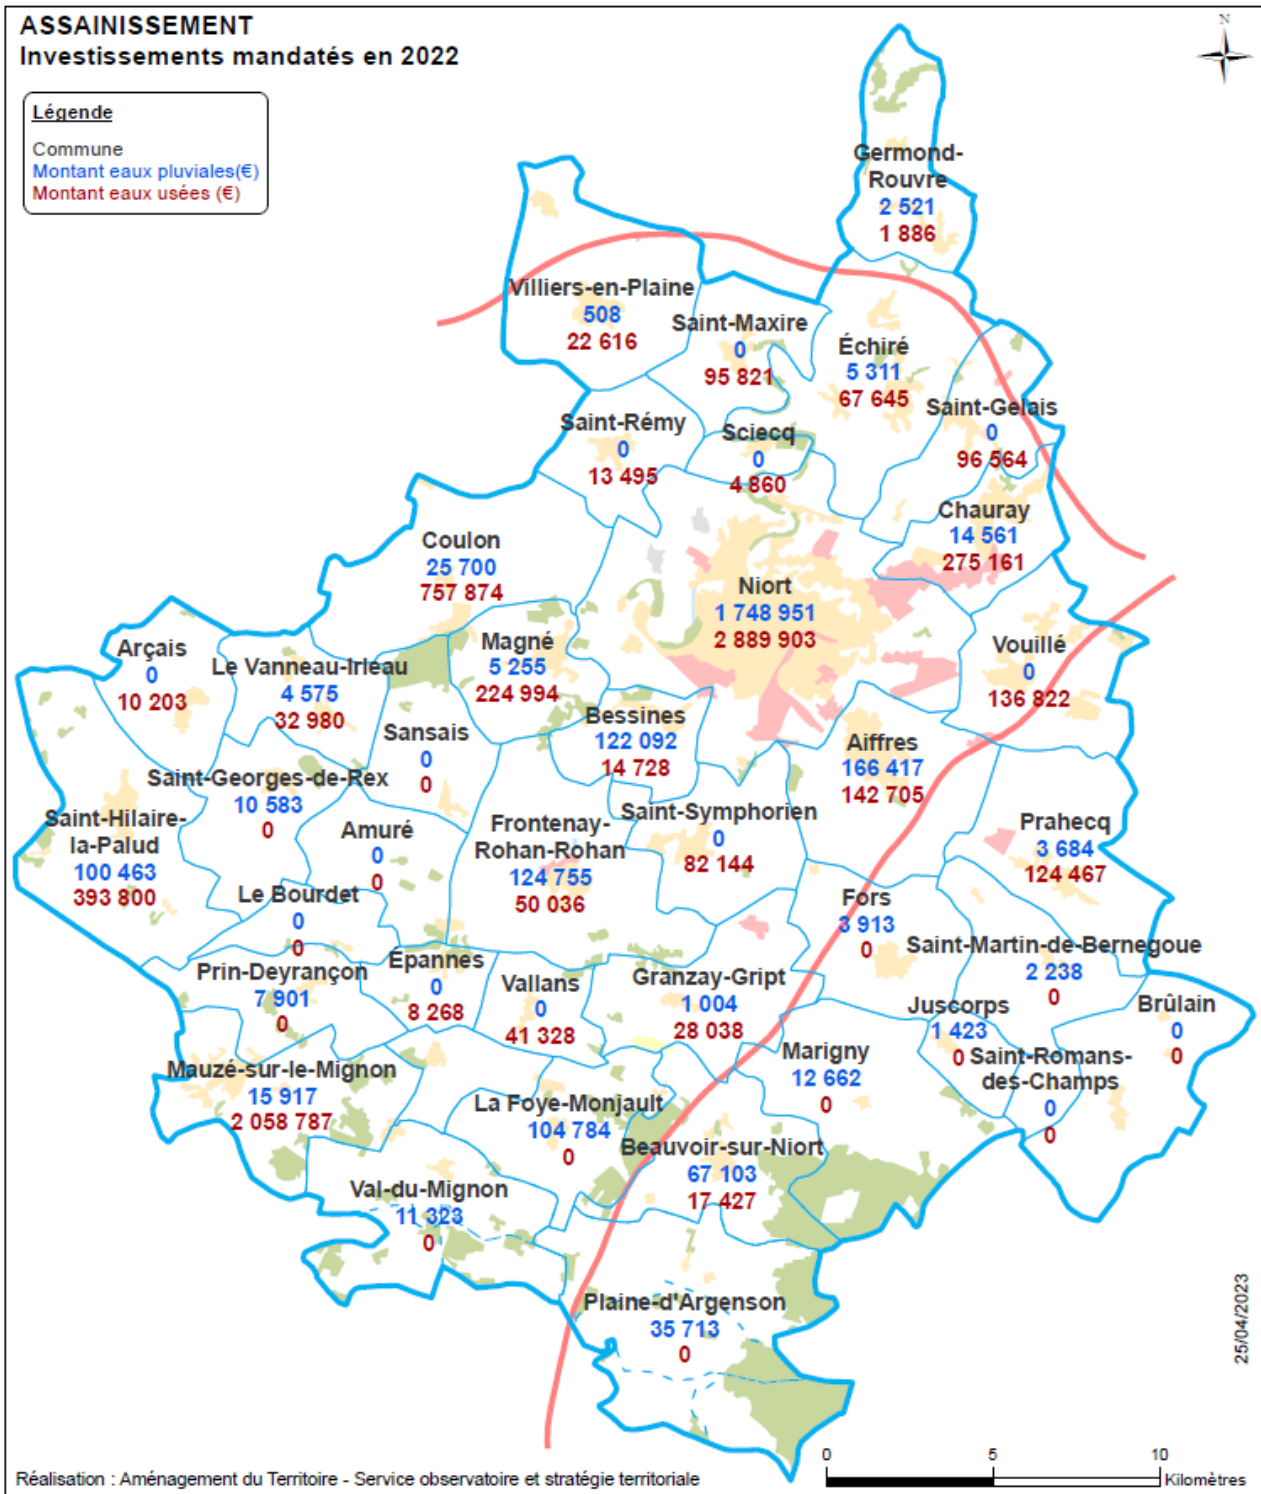 ASSAINISSEMENT
Investissements mandatés en 2022
N
Légende
Commune
Montant eaux pluviales(€)
Montant eaux usées (€)
Germond-
Rouvre
2 521
1 886
Villiers-en-Plaine
508
22 616
Saint-Maxire
0
95 821
Échiré
5 311
67 645
Saint-Gelais
0
96 564
Saint-Rémy
0
13 495
Sciecq
0
4 860
Chauray
14 561
275 161
Coulon
25 700
757 874
Niort
1 748 951
2 889 903
Magné
5 255
224 994
Vouillé
0
136 822
Arçais
0
10 203
Le Vanneau-Irleau
4 575
32 980
Sansais
0
0
Bessines
122 092
14 728
Aiffres
166 417
142 705
Saint-Georges-de-Rex
10 583
0
Saint-Hilaire-
la-Palud
100 463
393 800
Amuré
0
0
Frontenay-
Rohan-Rohan
124 755
50 036
Saint-Symphorien
0
82 144
Prahecq
3 684
124 467
Le Bourdet
0
0
Fors
3 913
0
Saint-Martin-de-Bernegoue
2 238
0
Prin-Deyrançon
7 901
0
Épannes
0
8 268
Vallans
0
41 328
Granzay-Gript
1 004
28 038
Juscorps
1 423
0
Brûlain
0
0
Marigny
12 662
0
Saint-Romans-
des-Champs
0
0
Mauzé-sur-le-Mignon
15 917
2 058 787
La Foye-Monjault
104 784
0
Beauvoir-sur-Niort
67 103
17 427
Val-du-Mignon
11 323
0
Plaine-d'Argenson
35 713
0
25/04/2023
0 5 10
Kilomètres
Réalisation : Aménagement du Territoire - Service observatoire et stratégie territoriale